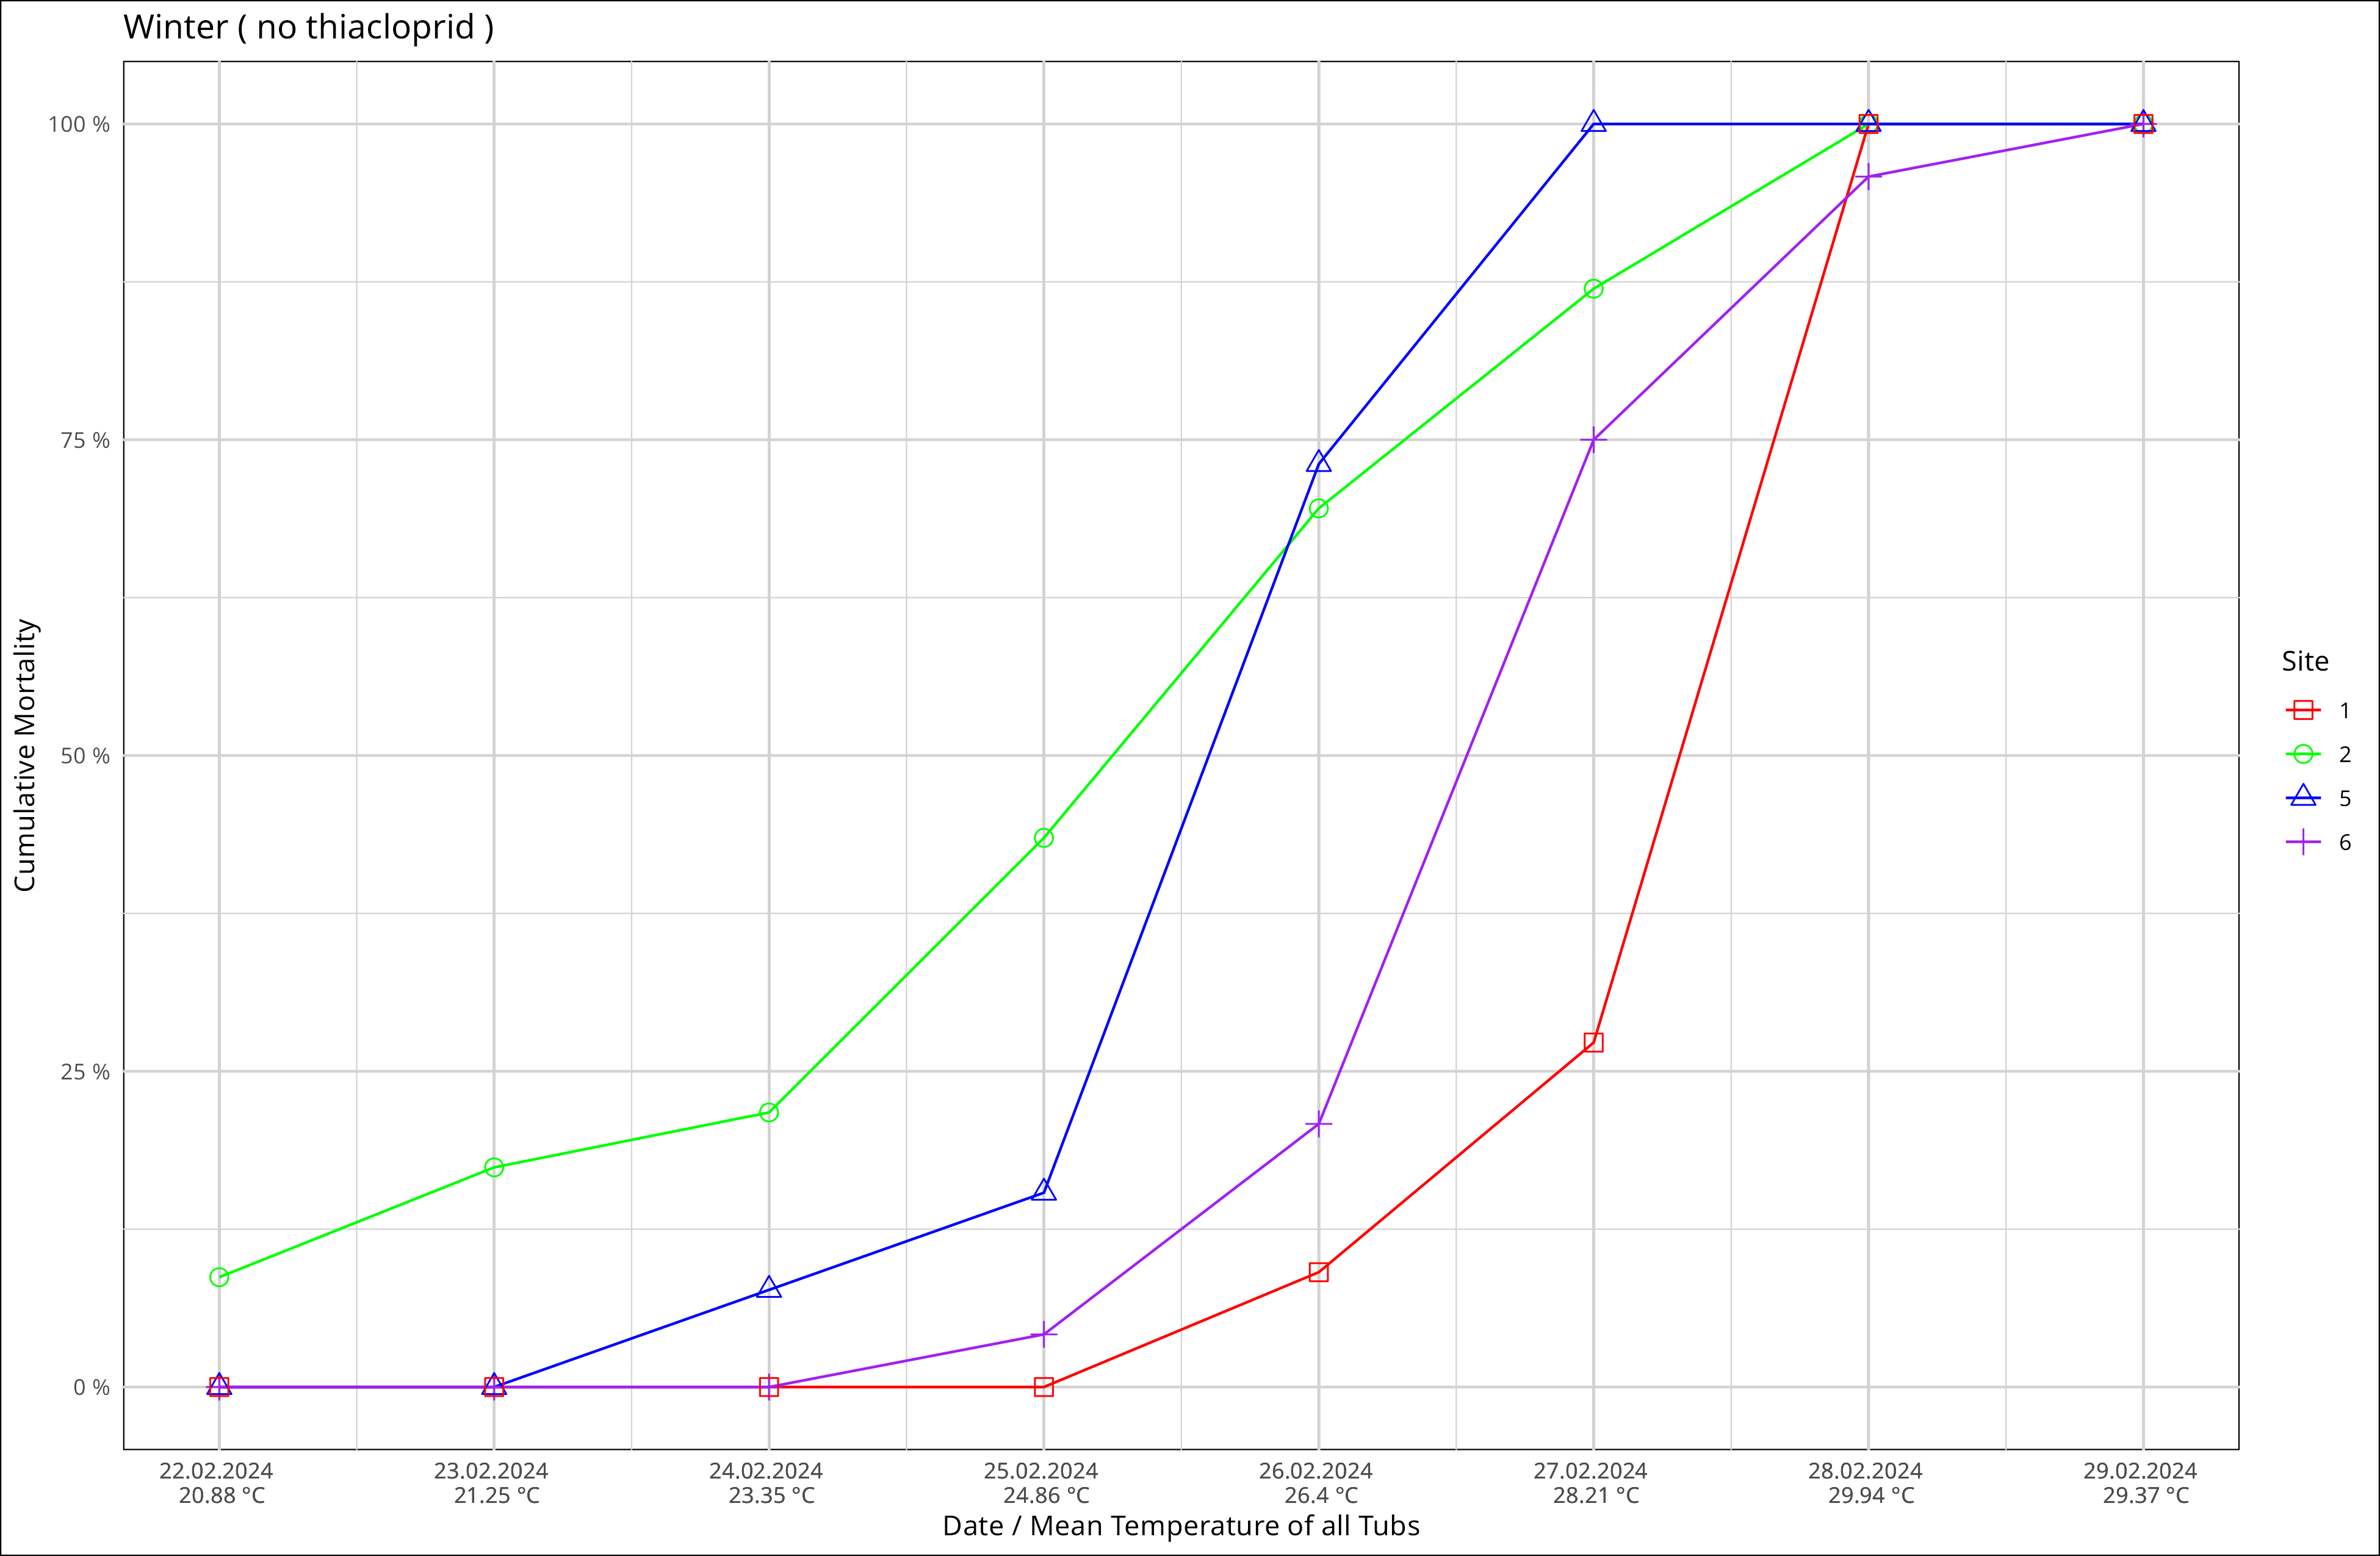 Winter ( no thiacloprid )
100 %
75 %
50 %
25 %
0 %
Cumulative Mortality
22.02.2024
20.88 °C
23.02.2024
21.25 °C
24.02.2024
23.35 °C
25.02.2024
24.86 °C
26.02.2024
26.4 °C
27.02.2024
28.21 °C
28.02.2024
29.94 °C
29.02.2024
29.37 °C
Date / Mean Temperature of all Tubs
Site
1
2
5
6